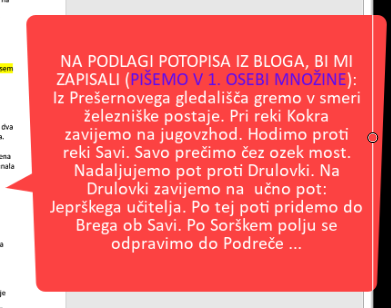 sem
dva
a.
ena
nala
a
je
NA PODLAGI POTOPISA IZ BLOGA, BI MI
ZAPISALI (PIŠEMO V 1. OSEBI MNOŽINE):
Iz Prešernovega gledališča gremo v smeri
železniške postaje. Pri reki Kokra
zavijemo na jugovzhod. Hodimo proti
reki Savi. Savo prečimo čez ozek most.
Nadaljujemo pot proti Drulovki. Na
Drulovki zavijemo na  učno pot:
Jeprškega učitelja. Po tej poti pridemo do
Brega ob Savi. Po Sorškem polju se
odpravimo do Podreče ...